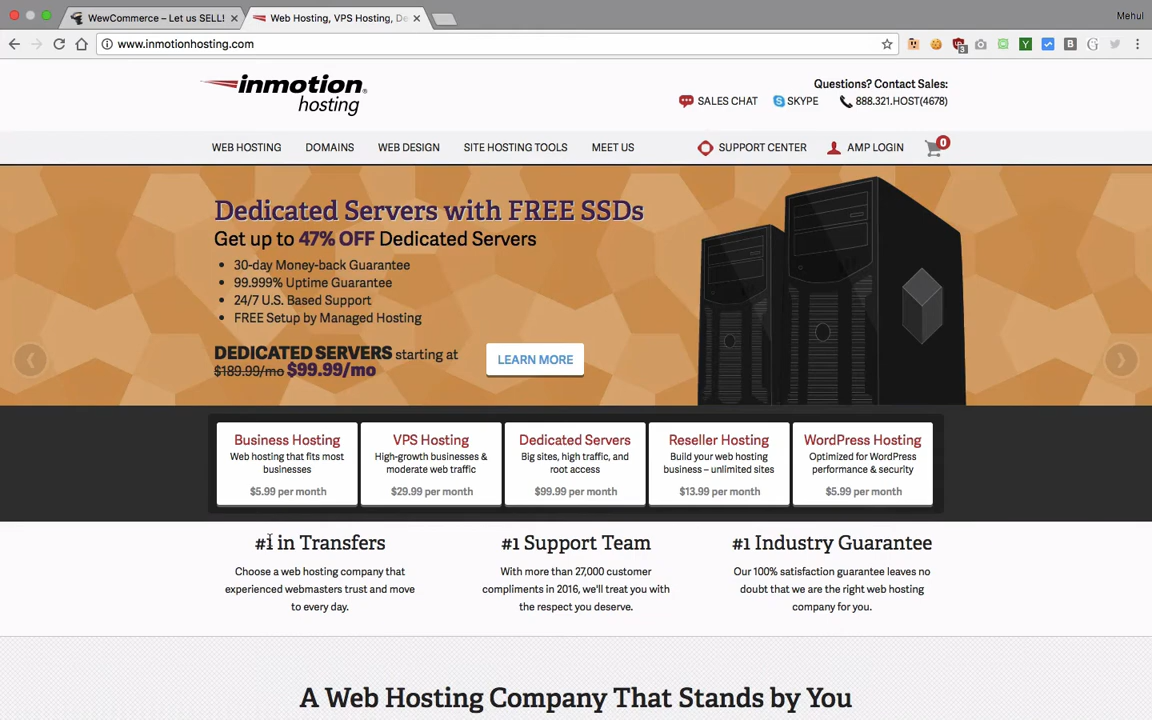 WewCommerce – Let us SELL!
Web Hosting, VPS Hosting, De
Mehul
www.inmotionhosting.com
inmotion
hosting
Questions? Contact Sales:
SALES CHAT SKYPE 888.321.HOST(4678)
WEB HOSTING DOMAINS WEB DESIGN SITE HOSTING TOOLS MEET US SUPPORT CENTER AMP LOGIN 0
Dedicated Servers with FREE SSDs
Get up to 47% OFF Dedicated Servers
• 30-day Money-back Guarantee
• 99.999% Uptime Guarantee
• 24/7 U.S. Based Support
• FREE Setup by Managed Hosting
DEDICATED SERVERS starting at
$189.99/mo $99.99/mo
LEARN MORE
Business Hosting
Web hosting that fits most
businesses
$5.99 per month
VPS Hosting
High-growth businesses &
moderate web traffic
$29.99 per month
Dedicated Servers
Big sites, high traffic, and
root access
$99.99 per month
Reseller Hosting
Build your web hosting
business – unlimited sites
$13.99 per month
WordPress Hosting
Optimized for WordPress
performance & security
$5.99 per month
#1 in Transfers
Choose a web hosting company that
experienced webmasters trust and move
to every day.
#1 Support Team
With more than 27,000 customer
compliments in 2016, we'll treat you with
the respect you deserve.
#1 Industry Guarantee
Our 100% satisfaction guarantee leaves no
doubt that we are the right web hosting
company for you.
A Web Hosting Company That Stands by You